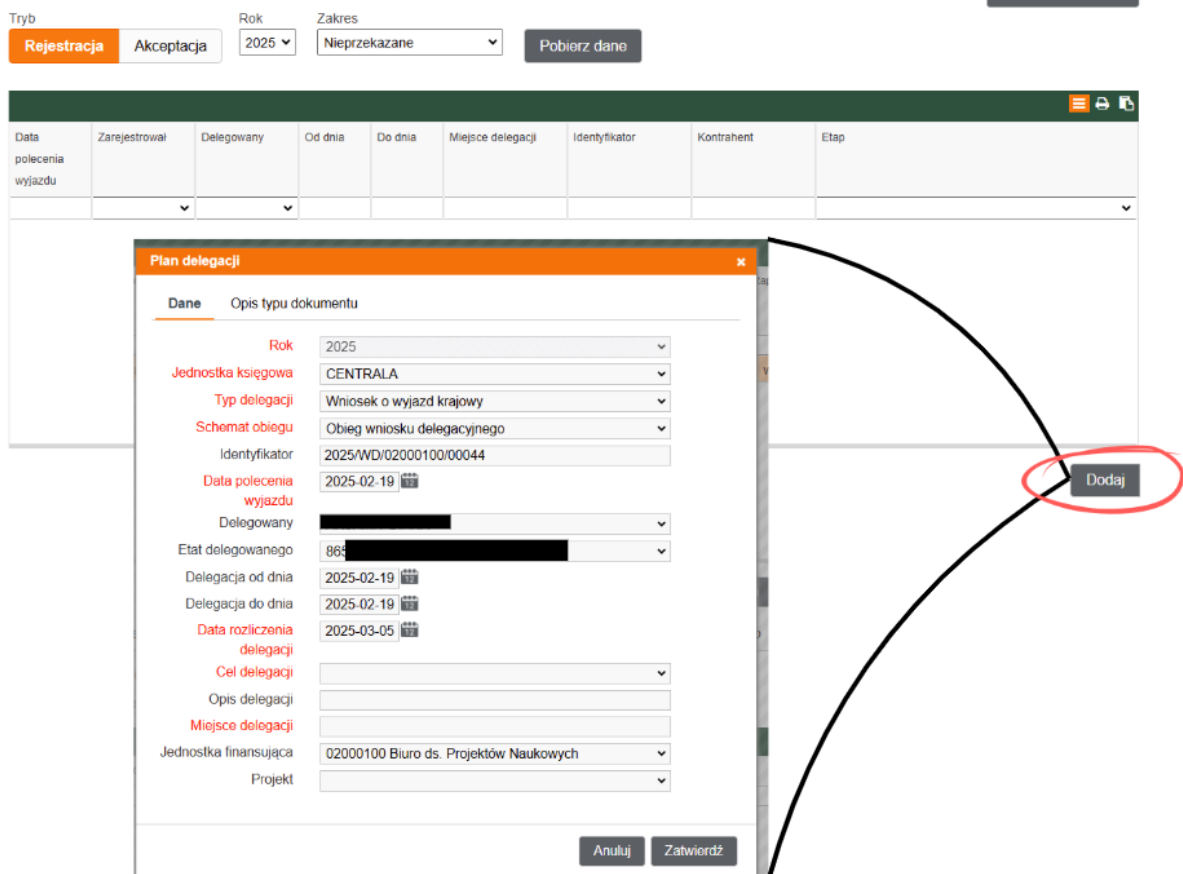 Tryb Rok Zakres
Rejestracja Akceptacja 2025 Nieprzekazane Pobierz dane
Data polecenia wyjazdu Zarejestrował Delegowany Od dnia Do dnia Miejsce delegacji Identyfikator Kontrahent Etap
Plan delegacji
Dane Opis typu dokumentu
Rok 2025
Jednostka księgowa CENTRALA
Typ delegacji Wniosek o wyjazd krajowy
Schemat obiegu Obieg wniosku delegacyjnego
Identyfikator 2025/WD/02000100/00044
Data polecenia wyjazdu 2025-02-19
Delegowany
Etat delegowanego 865
Delegacja od dnia 2025-02-19
Delegacja do dnia 2025-02-19
Data rozliczenia delegacji 2025-03-05
Cel delegacji
Opis delegacji
Miejsce delegacji
Jednostka finansująca 02000100 Biuro ds. Projektów Naukowych
Projekt
Anuluj Zatwierdź
Dodaj